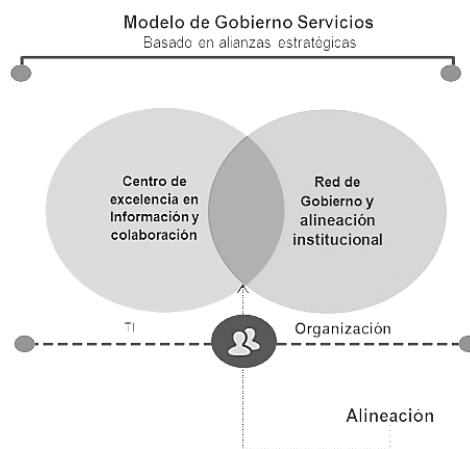 Modelo de Gobierno Servicios
Basado en alianzas estratégicas
Centro de
excelencia en
Información y
colaboración
Red de
Gobierno y
alineación
institucional
TI
Organización
Alineación